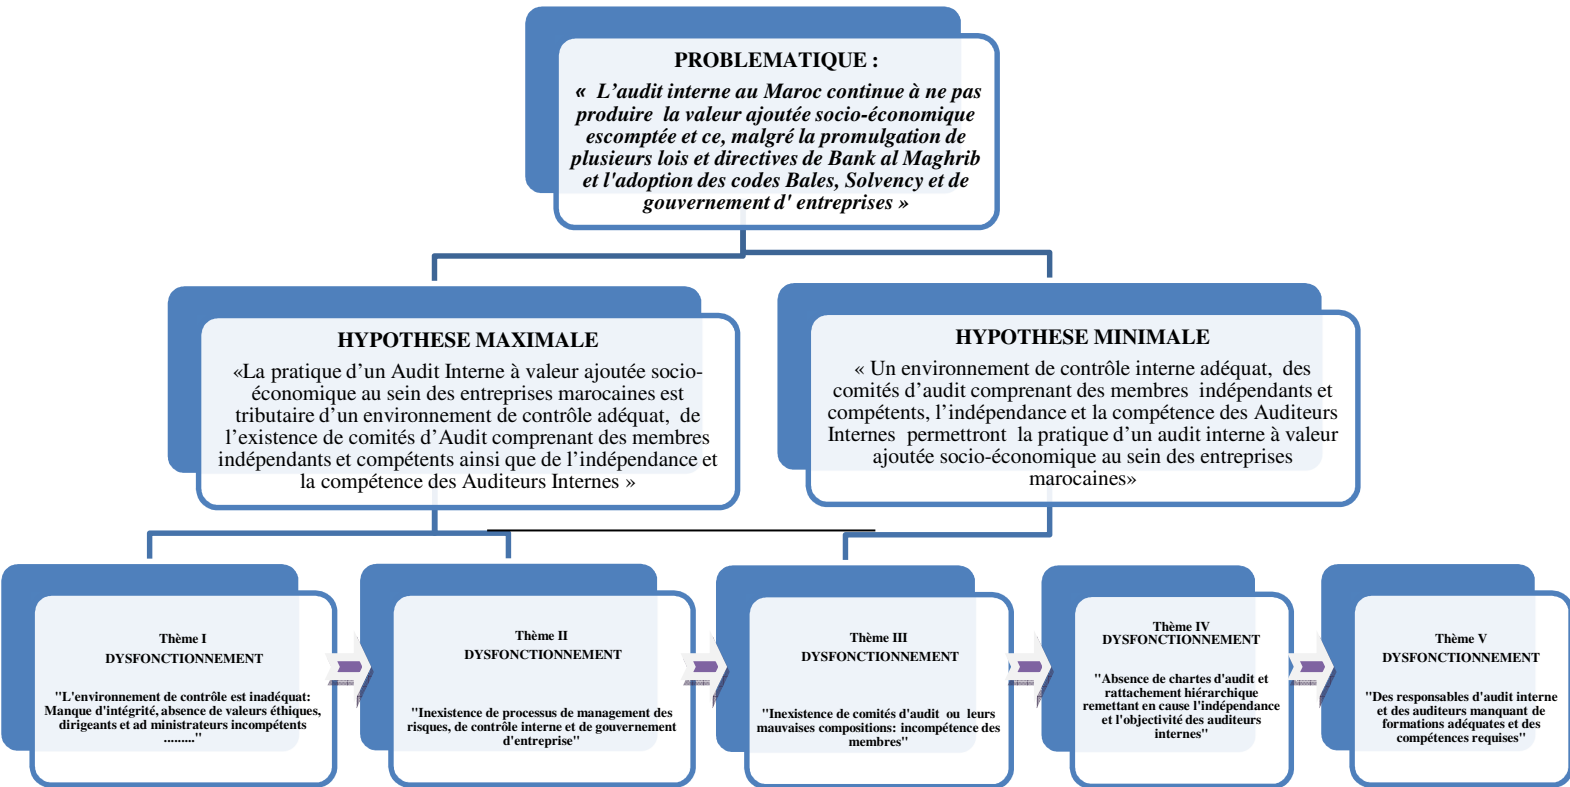 PROBLEMATIQUE :
« L'audit interne au Maroc continue à ne pas
produire la valeur ajoutée socio-économique
escomptée et ce, malgré la promulgation de
plusieurs lois et directives de Bank al Maghrib
et l'adoption des codes Bales, Solvency et de
gouvernement d' entreprises »
HYPOTHESE MAXIMALE
«La pratique d'un Audit Interne à valeur ajoutée socio-
économique au sein des entreprises marocaines est
tributaire d'un environnement de contrôle adéquat, de
l'existence de comités d'Audit comprenant des membres
indépendants et compétents ainsi que de l'indépendance et
la compétence des Auditeurs Internes »
HYPOTHESE MINIMALE
« Un environnement de contrôle interne adéquat, des
comités d'audit comprenant des membres indépendants et
compétents, l'indépendance et la compétence des Auditeurs
Internes permettront la pratique d'un audit interne à valeur
ajoutée socio-économique au sein des entreprises
marocaines»
Thème I
DYSFONCTIONNEMENT
"L'environnement de contrôle est inadéquat:
Manque d'intégrité, absence de valeurs éthiques,
dirigeants et ad ministrateurs incompétents
........."
Thème II
DYSFONCTIONNEMENT
"Inexistence de processus de management des
risques, de contrôle interne et de gouvernement
d'entreprise"
Thème III
DYSFONCTIONNEMENT
"Inexistence de comités d'audit ou leurs
mauvaises compositions: incompétence des
membres"
Thème IV
DYSFONCTIONNEMENT
"Absence de chartes d'audit et
rattachement hiérarchique
remettant en cause l'indépendance
et l'objectivité des auditeurs
internes"
Thème V
DYSFONCTIONNEMENT
"Des responsables d'audit interne
et des auditeurs manquant de
formations adéquates et des
compétences requises"